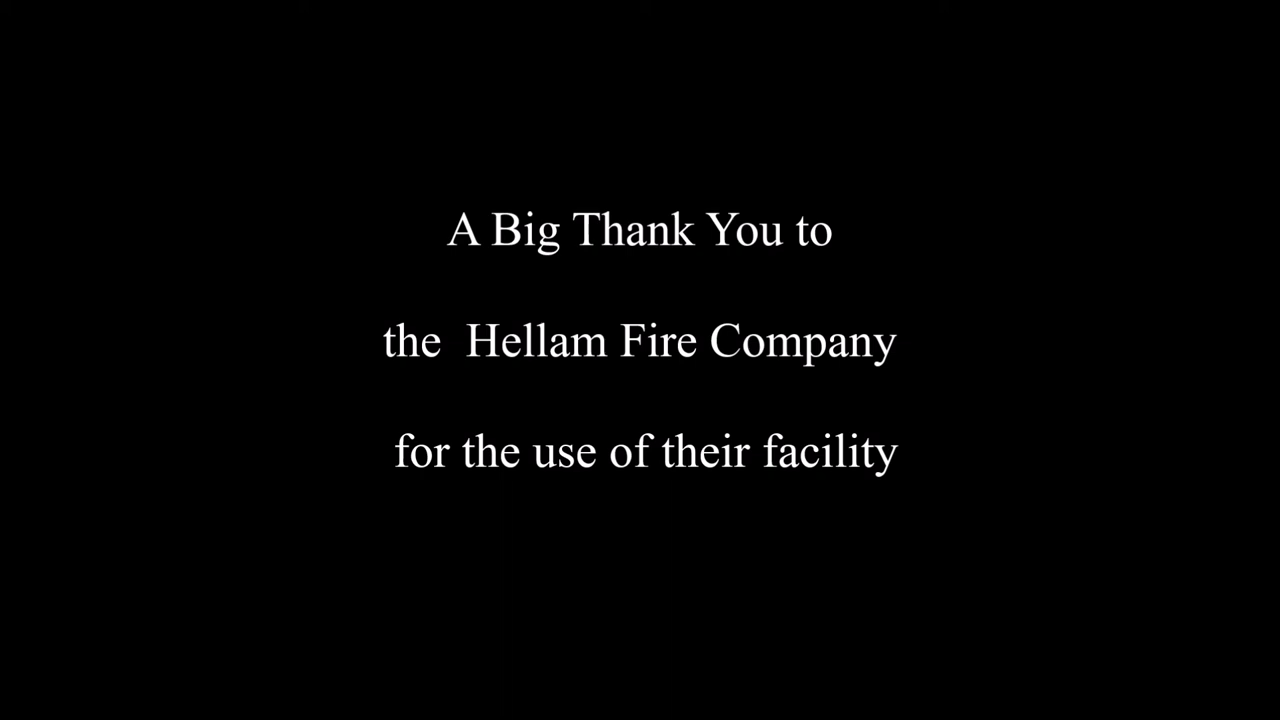 A Big Thank You to
the  Hellam Fire Company
for the use of their facility